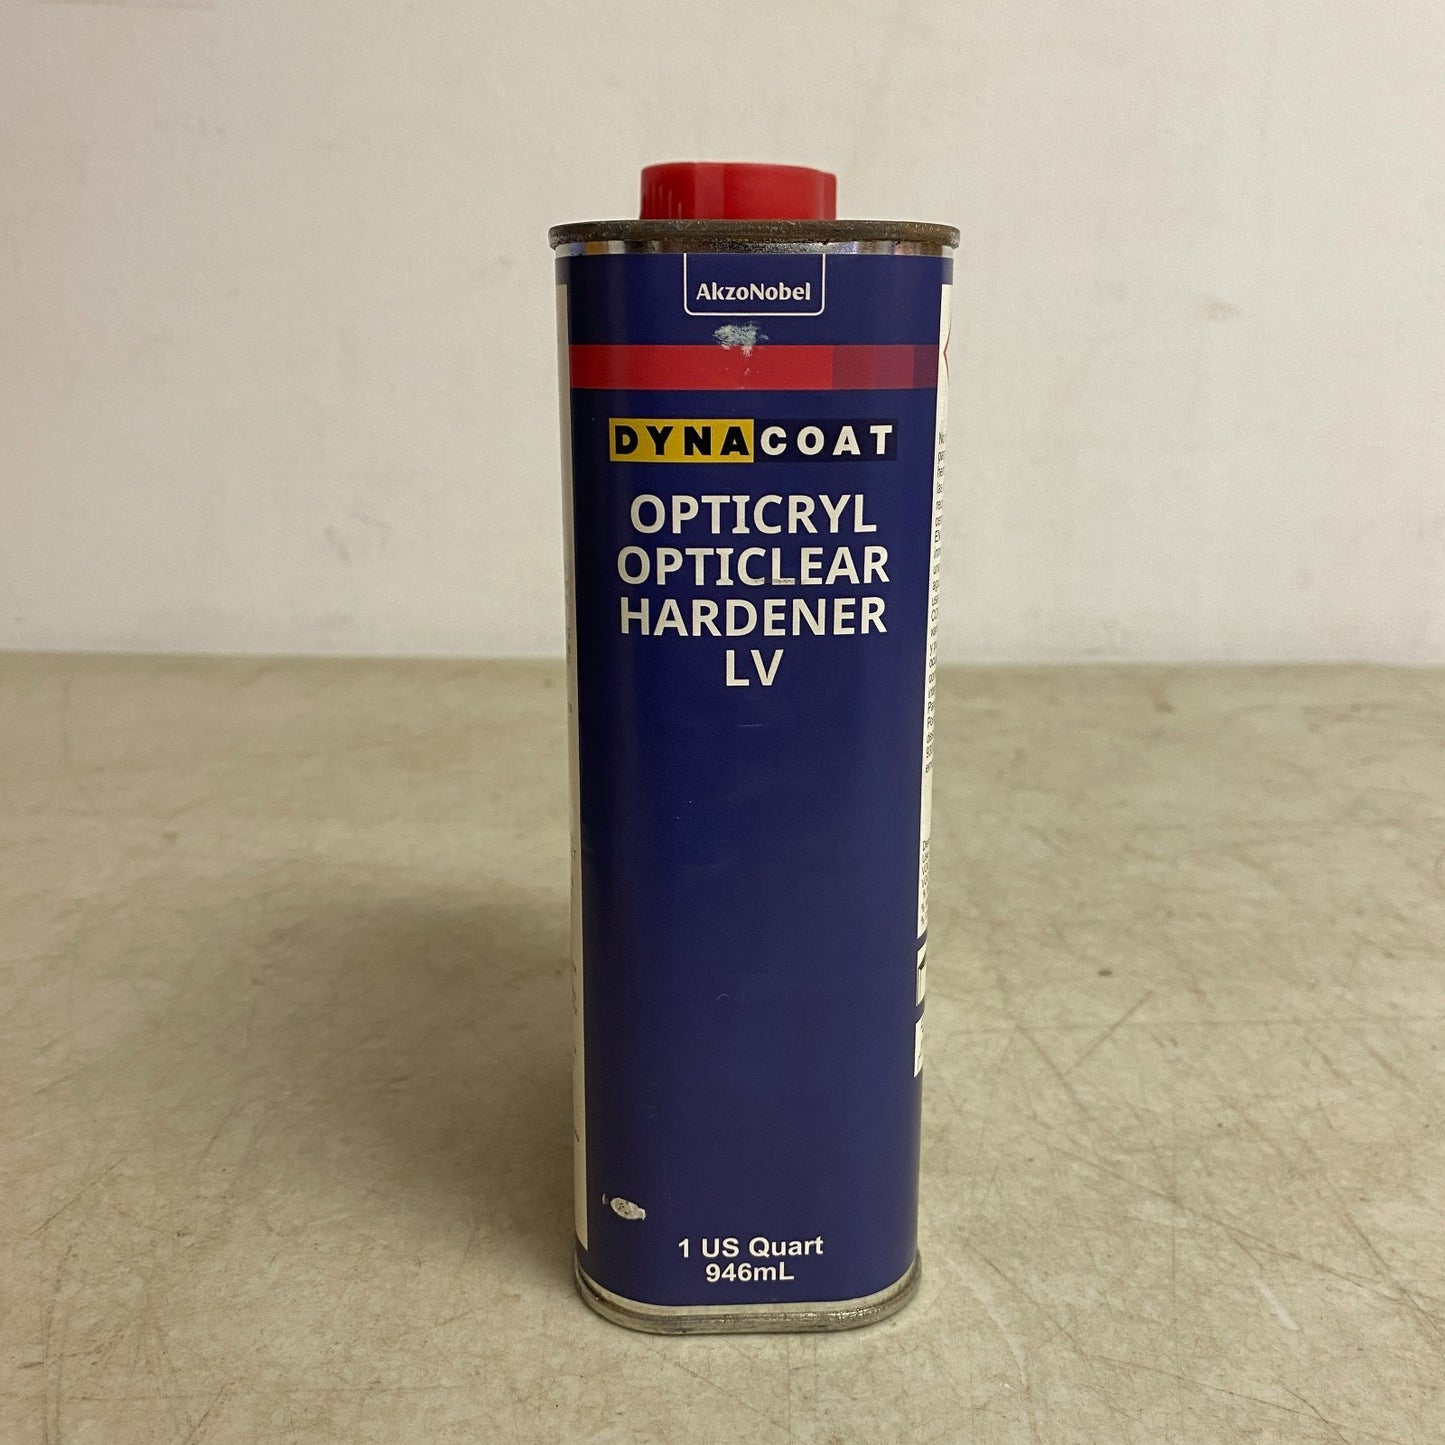 AkzoNobel
DYNACOAT
OPTICRYL
OPTICLEAR
HARDENER
LV
1 US Quart
946mL